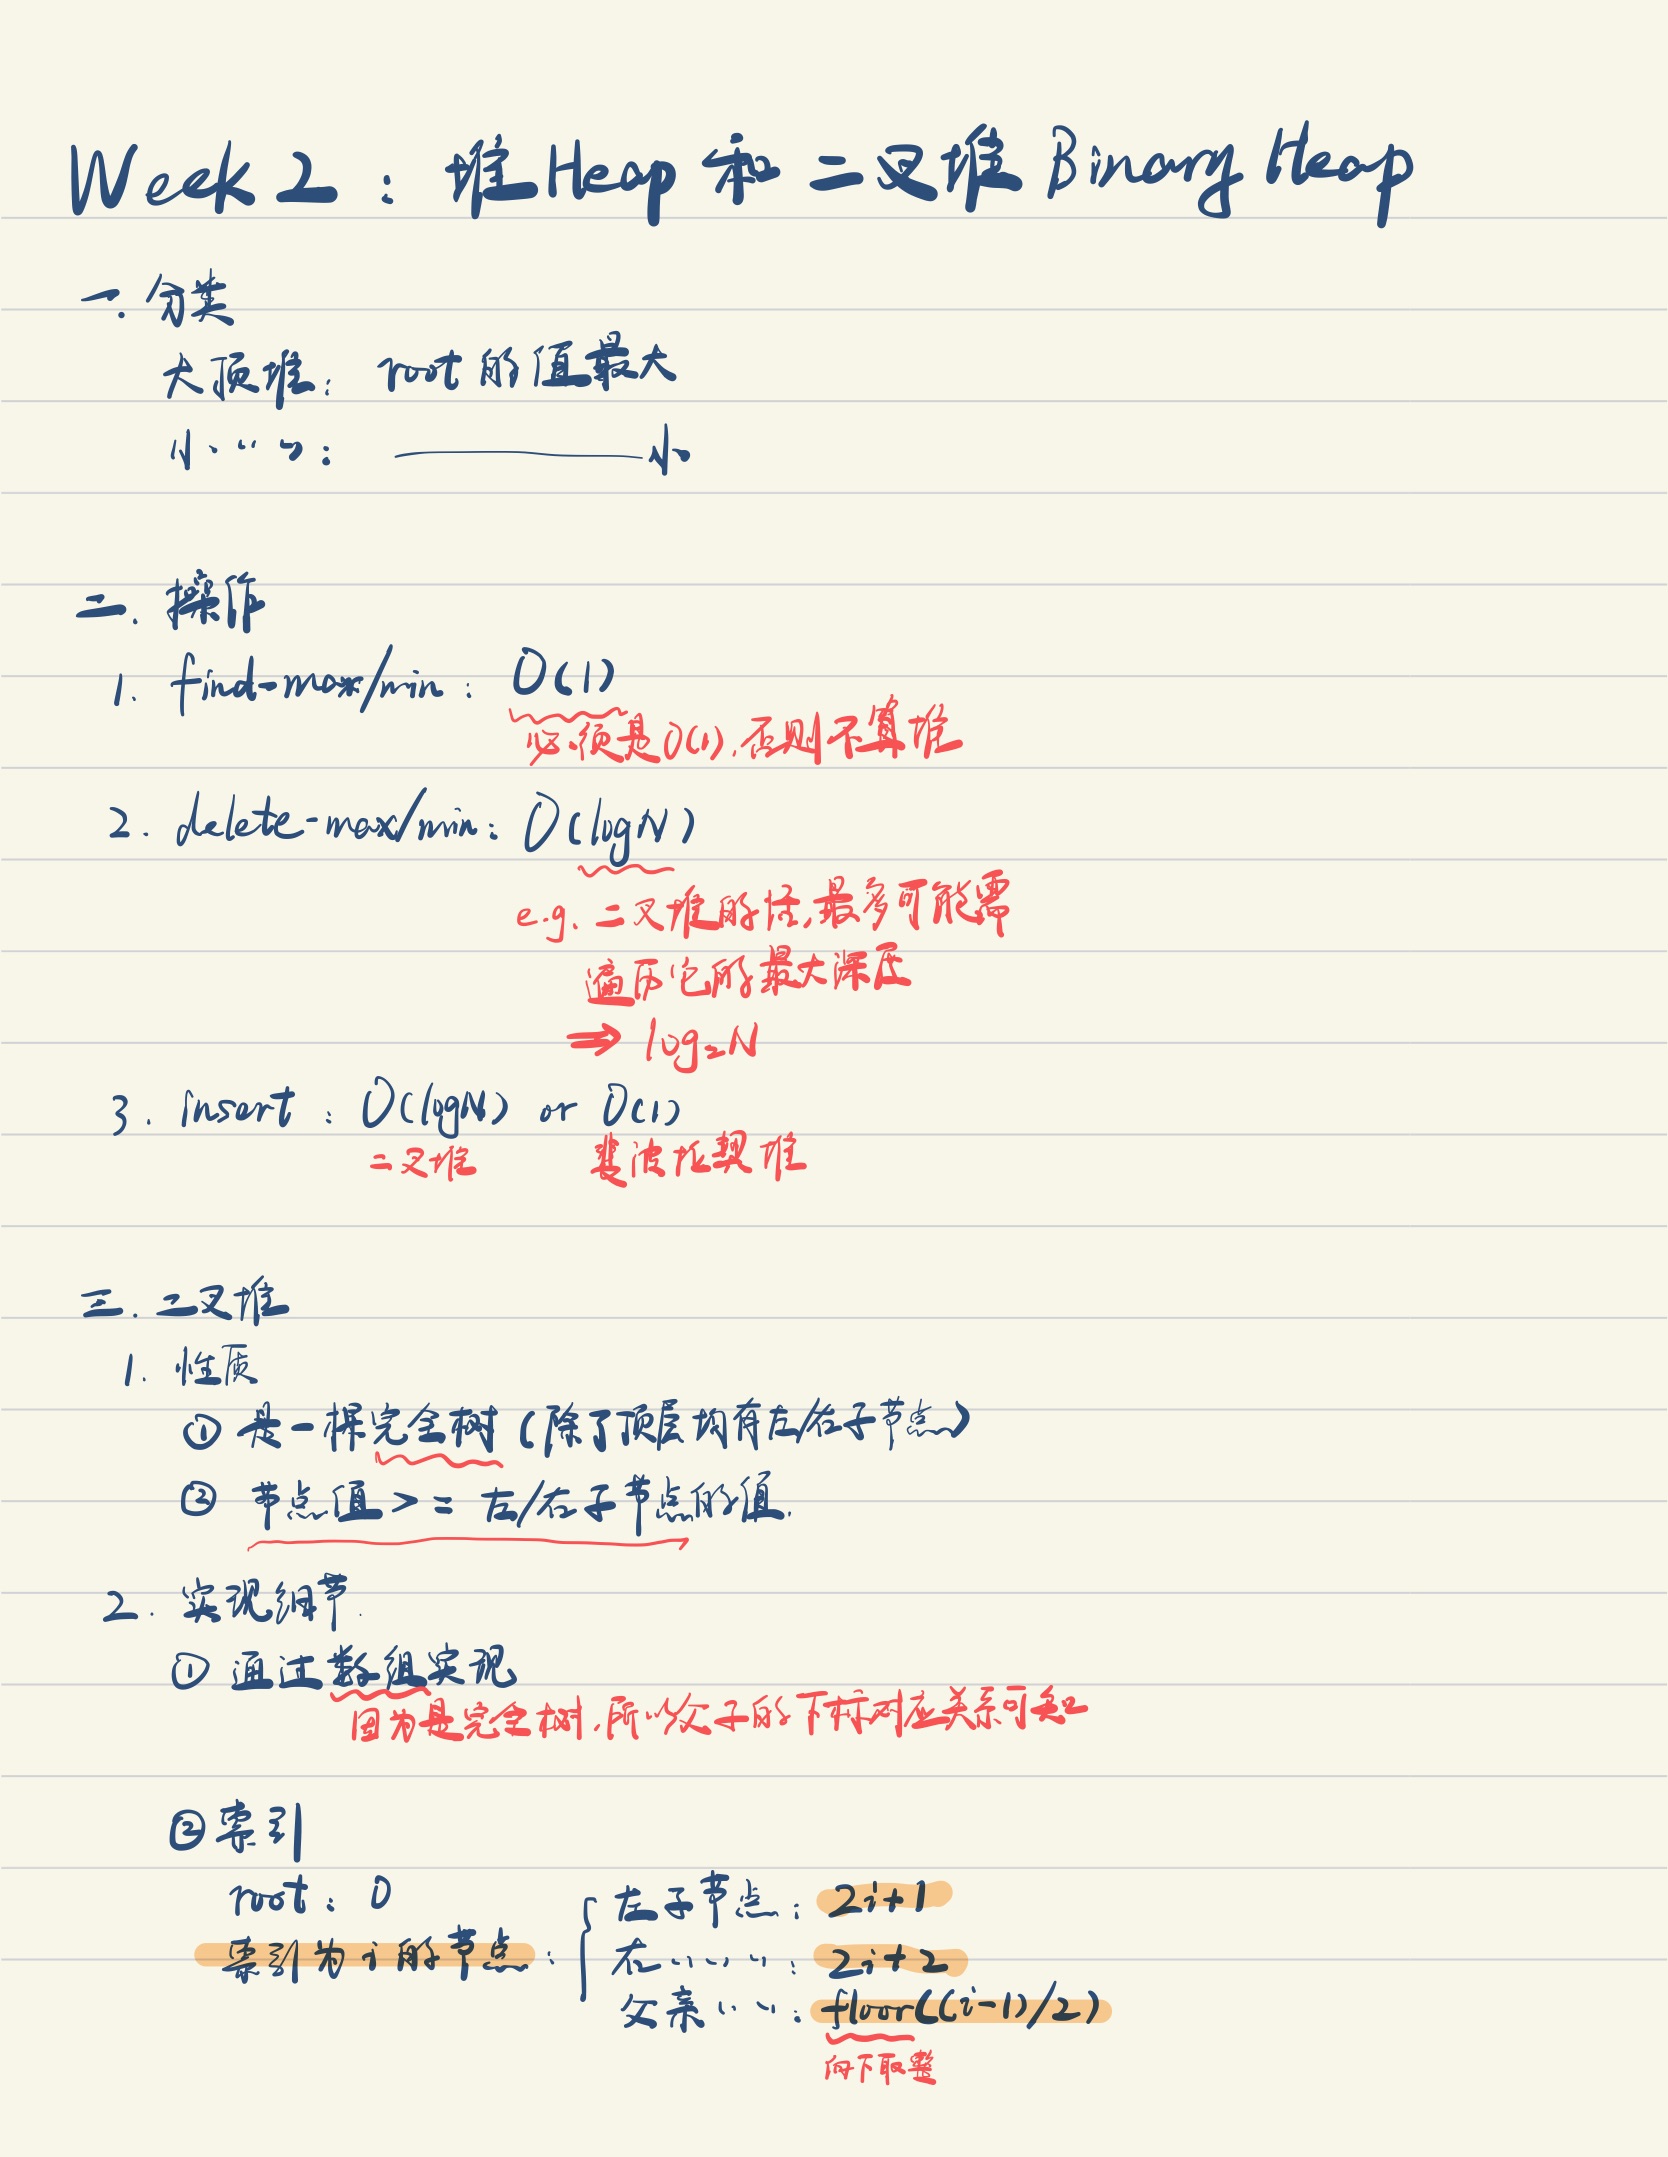 Week 2：堆 Heap 和 二叉堆 Binary Heap
一. 分类
大顶堆： root 的值最大
小 〃 〃： ————— 小
二. 操作
1. find-max/min： O(1)
必须是 O(1)，否则不算堆
2. delete-max/min： O(logN)
e.g. 二叉堆的话，最多可能需
遍历它的最大深度
⇒ log₂N
3. insert： O(logN) or O(1)
二叉堆 斐波拉契堆
三. 二叉堆
1. 性质
① 是一棵完全树（除了顶层均有左/右子节点）
② 节点值 >= 左/右子节点的值.
2. 实现细节.
① 通过数组实现
因为是完全树，所以父子的下标对应关系可知
② 索引
root： 0
左子节点： 2i+1
索引为 i 的节点：
右 〃 〃 〃： 2i+2
父亲 〃 〃： floor((i-1)/2)
向下取整